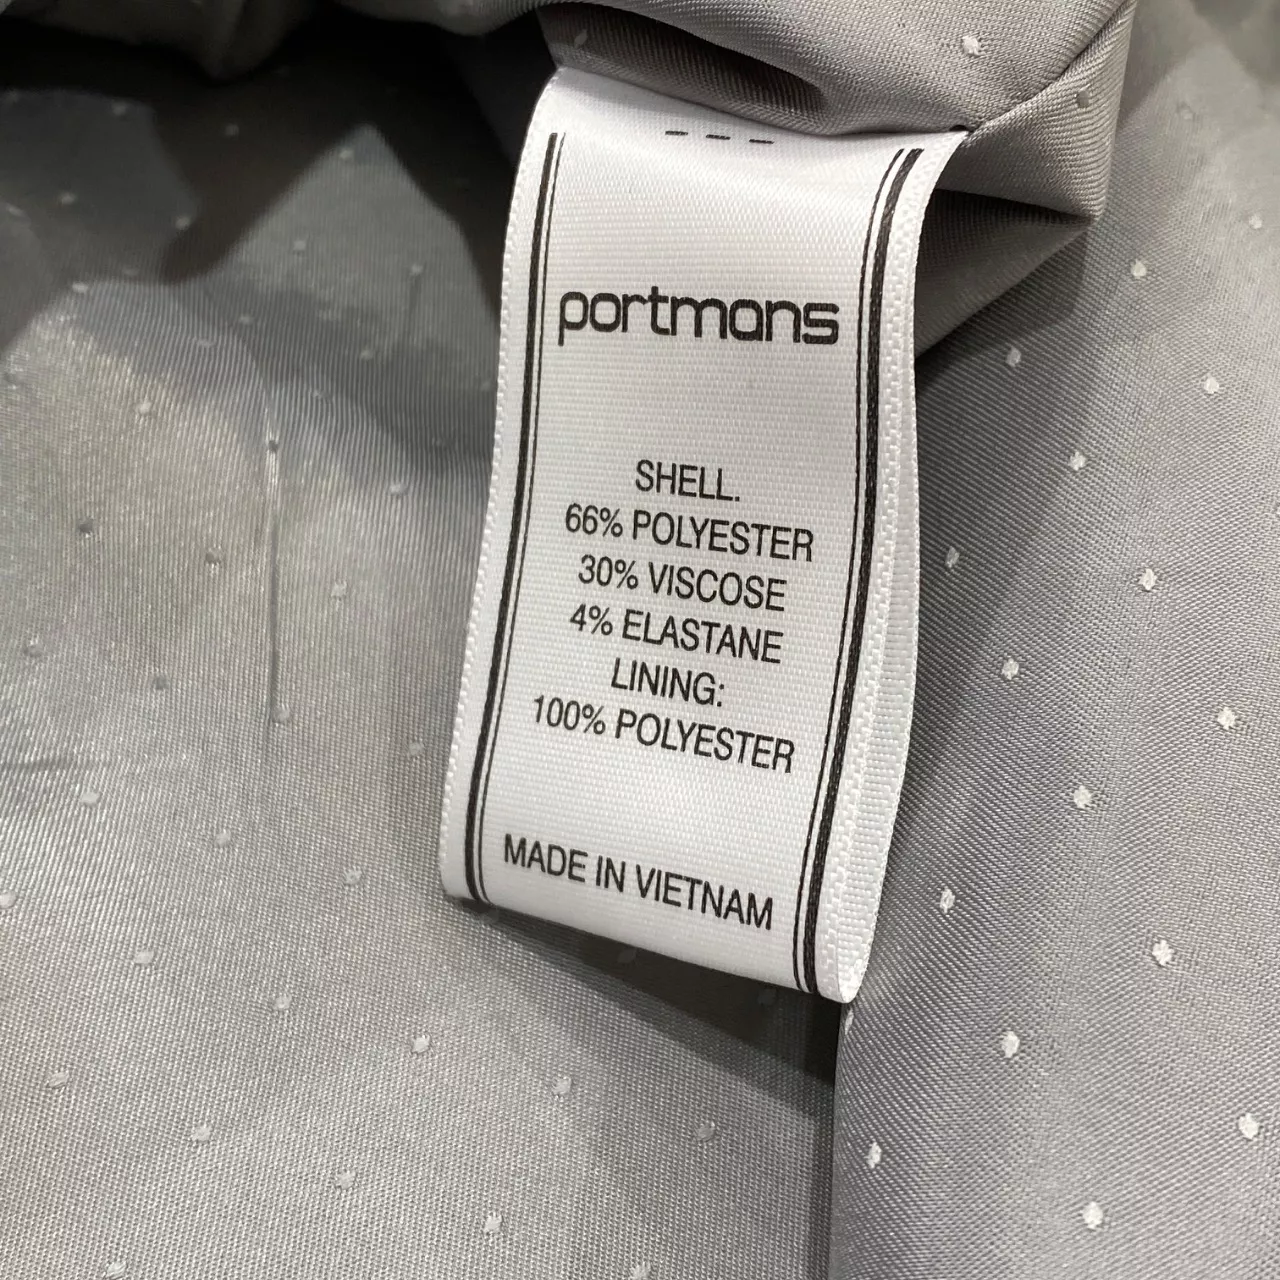 portmans
SHELL.
66% POLYESTER
30% VISCOSE
4% ELASTANE
LINING:
100% POLYESTER
MADE IN VIETNAM